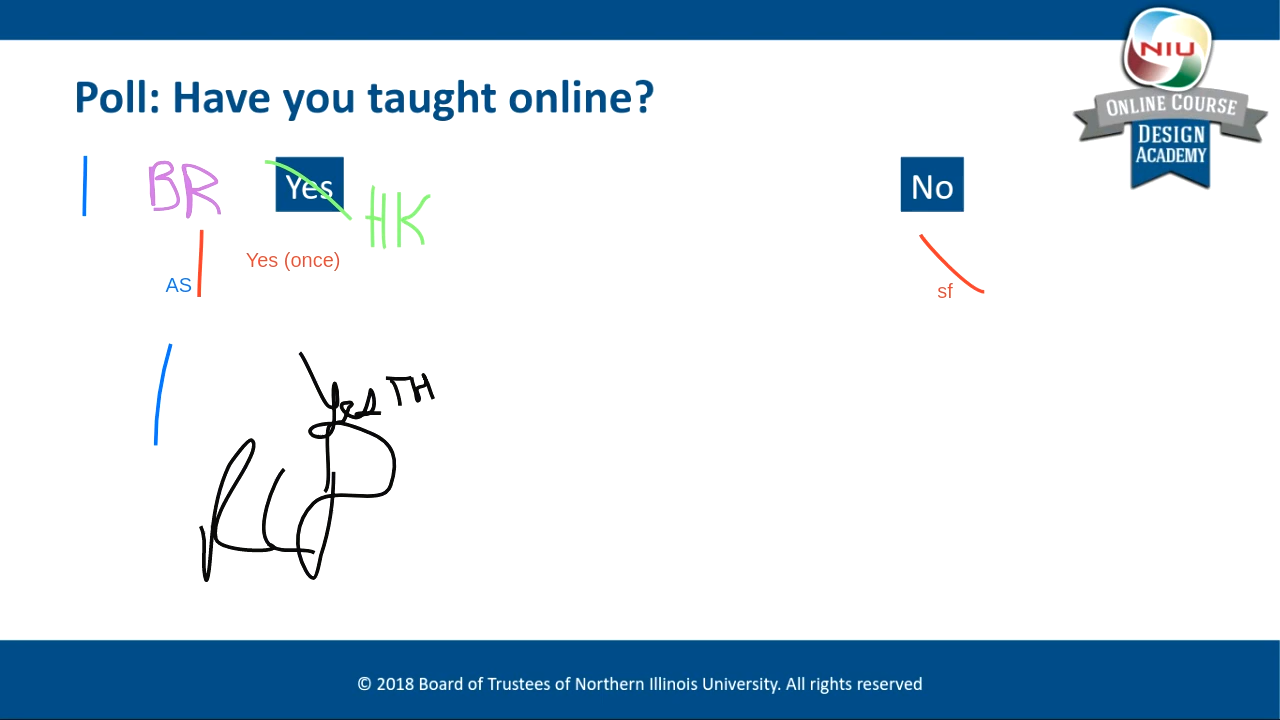 NIU
ONLINE COURSE
DESIGN
ACADEMY
Poll: Have you taught online?
BR
Yes
HK
No
AS
Yes (once)
sf
Yes TH
© 2018 Board of Trustees of Northern Illinois University. All rights reserved